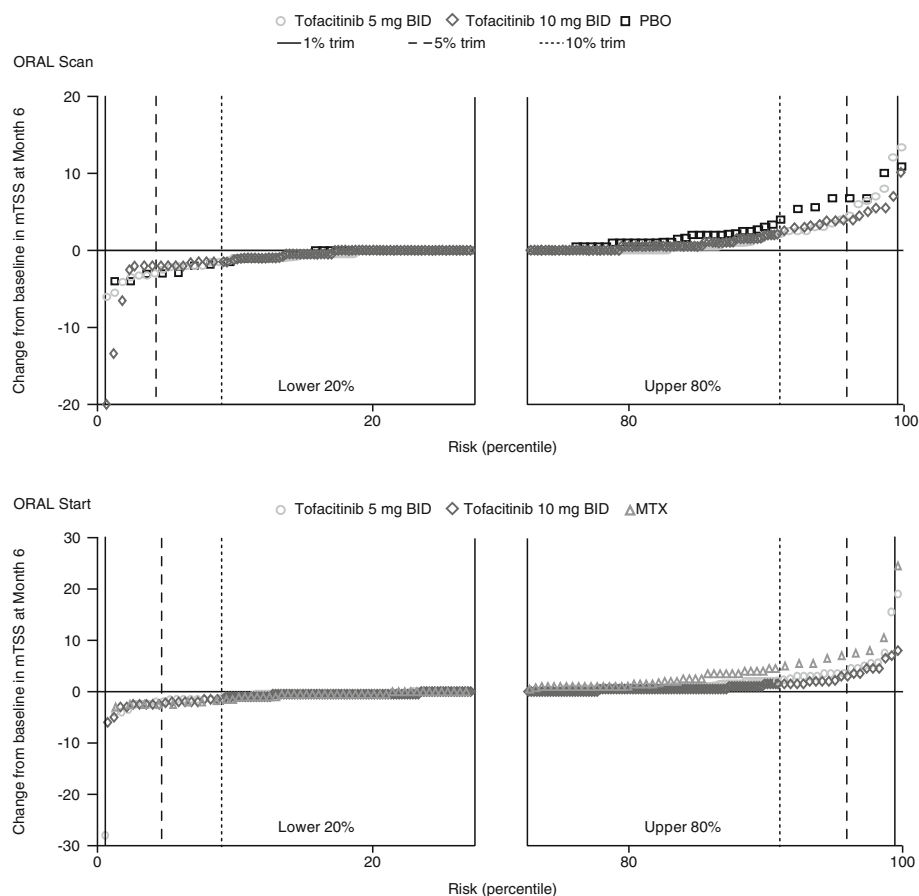 Tofacitinib 5 mg BID Tofacitinib 10 mg BID PBO
1% trim 5% trim 10% trim
ORAL Scan
Change from baseline in mTSS at Month 6
20
10
0
-10
-20
Lower 20% Upper 80%
0 20 80 100
Risk (percentile)
ORAL Start
Tofacitinib 5 mg BID Tofacitinib 10 mg BID MTX
Change from baseline in mTSS at Month 6
30
20
10
0
-10
-20
-30
Lower 20% Upper 80%
0 20 80 100
Risk (percentile)